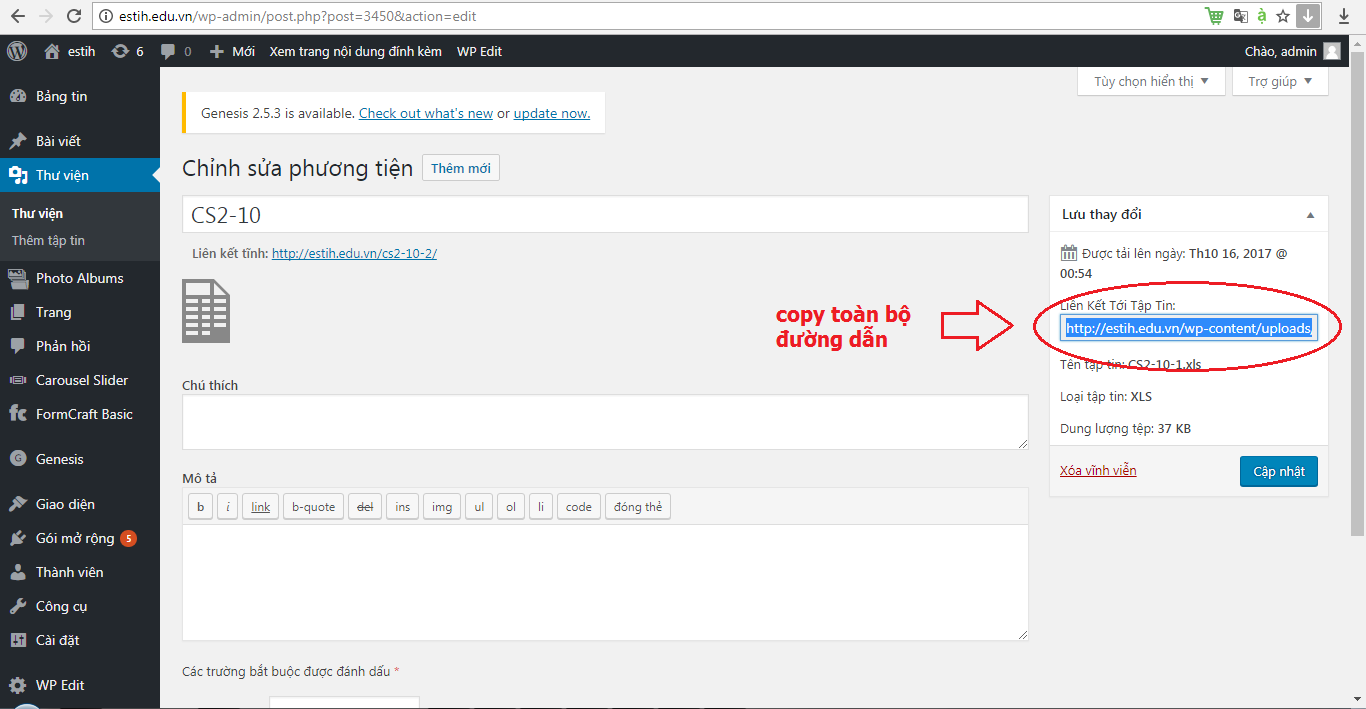 estih.edu.vn/wp-admin/post.php?post=3450&action=edit
estih 6 0 Mới Xem trang nội dung đính kèm WP Edit Chào, admin
Tùy chọn hiển thị Trợ giúp
Bảng tin
Bài viết
Thư viện
Thư viện
Thêm tập tin
Photo Albums
Trang
Phản hồi
Carousel Slider
FormCraft Basic
Genesis
Giao diện
Gói mở rộng 5
Thành viên
Công cụ
Cài đặt
WP Edit
Genesis 2.5.3 is available. Check out what's new or update now.
Chỉnh sửa phương tiện Thêm mới
CS2-10
Liên kết tĩnh: http://estih.edu.vn/cs2-10-2/
copy toàn bộ
đường dẫn
Chú thích
Mô tả
b i link b-quote del ins img ul ol li code đóng thẻ
Các trường bắt buộc được đánh dấu *
Lưu thay đổi
Được tải lên ngày: Th10 16, 2017 @
00:54
Liên Kết Tới Tập Tin:
http://estih.edu.vn/wp-content/uploads
Tên tập tin: CS2-10-1.xls
Loại tập tin: XLS
Dung lượng tệp: 37 KB
Xóa vĩnh viễn Cập nhật